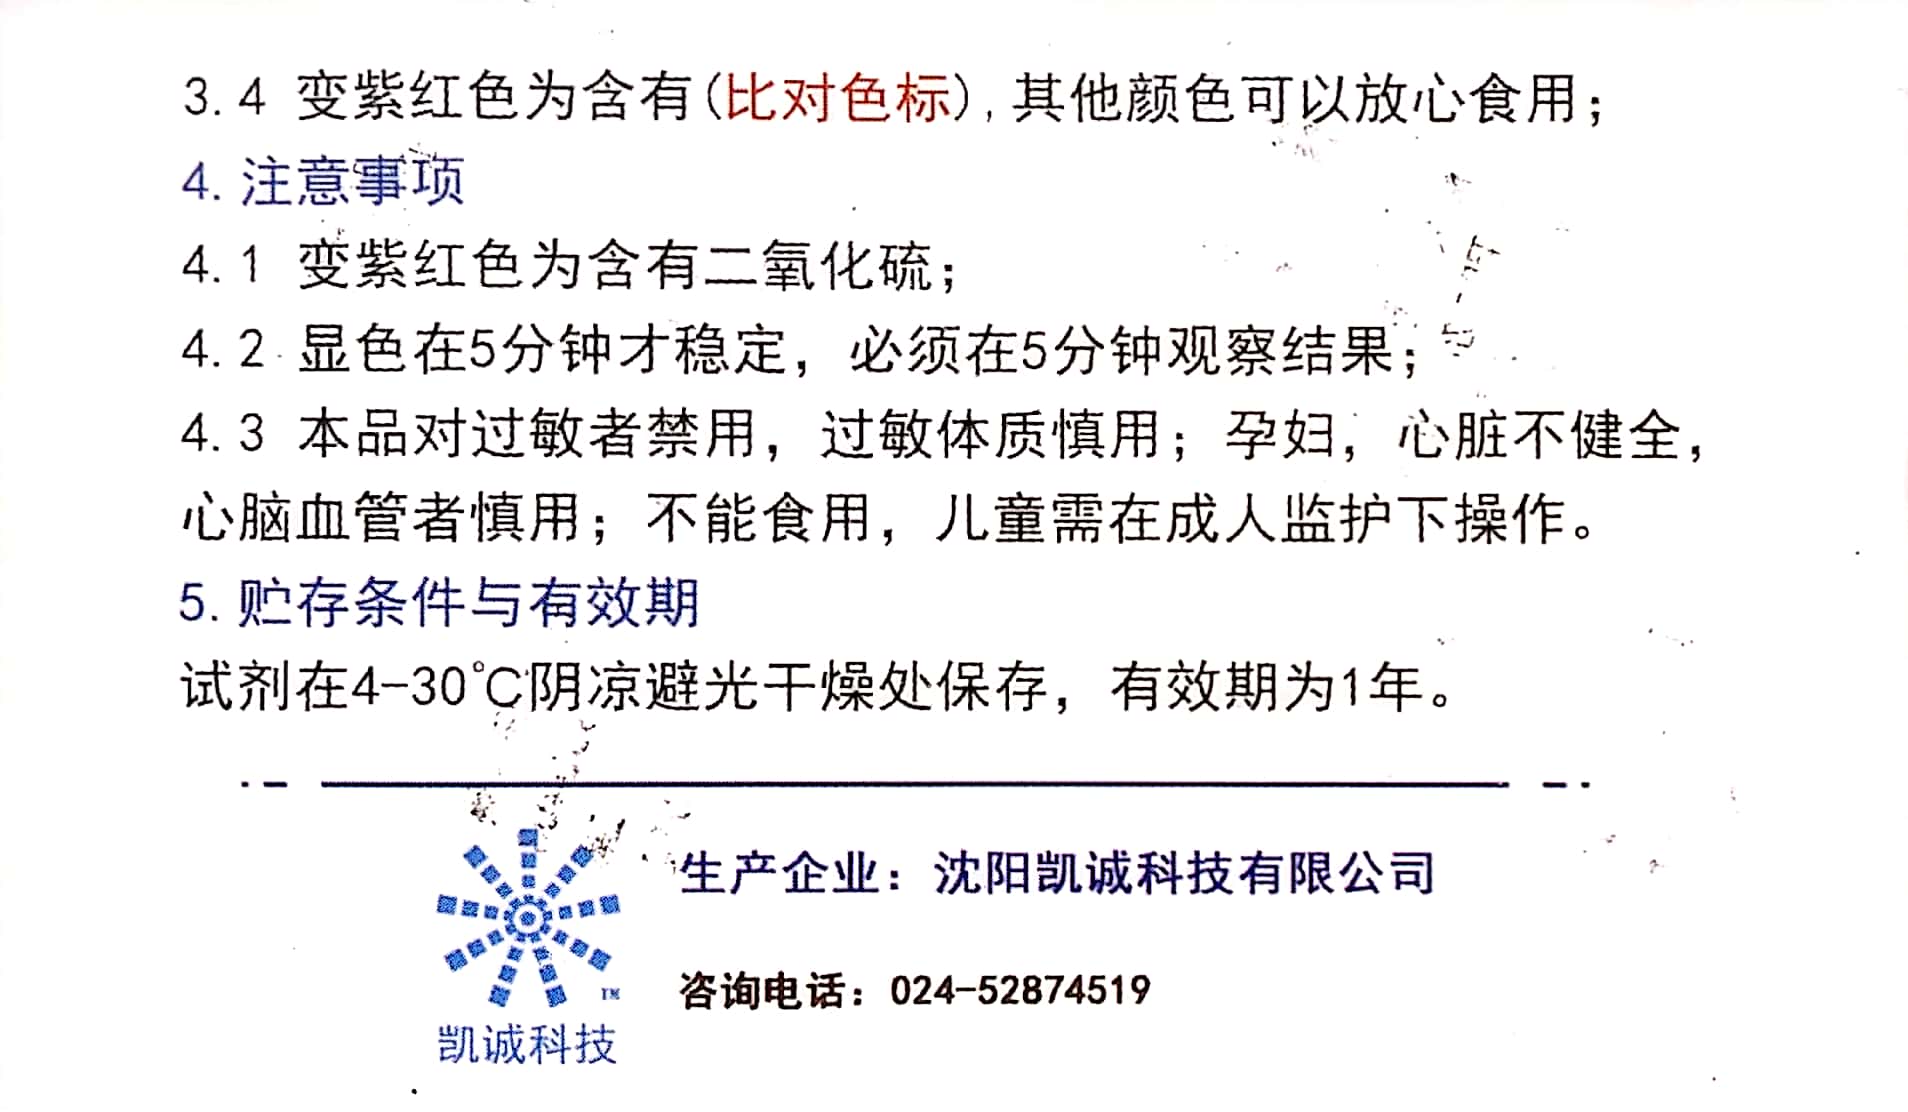 3.4 变紫红色为含有(比对色标),其他颜色可以放心食用;
4.注意事项
4.1 变紫红色为含有二氧化硫;
4.2 显色在5分钟才稳定，必须在5分钟观察结果;
4.3 本品对过敏者禁用，过敏体质慎用；孕妇，心脏不健全，
心脑血管者慎用；不能食用，儿童需在成人监护下操作。
5.贮存条件与有效期
试剂在4-30℃阴凉避光干燥处保存，有效期为1年。
生产企业：沈阳凯诚科技有限公司
咨询电话：024-52874519
TM
凯诚科技